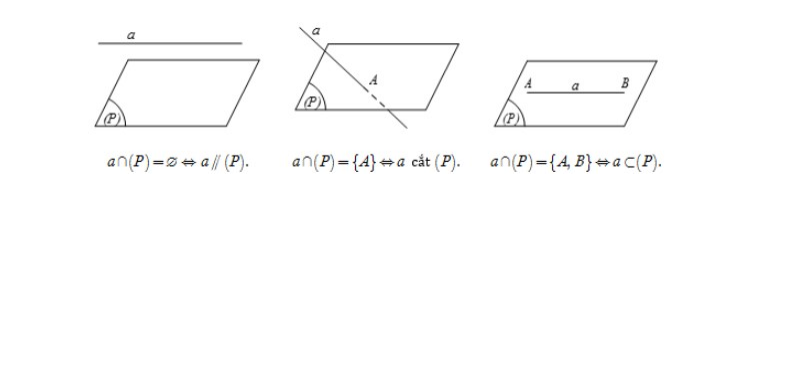 a
(P)
a
A
(P)
A a B
(P)
a∩(P)=∅⇔a∥(P).
a∩(P)={A}⇔a cắt (P).
a∩(P)={A, B}⇔a⊂(P).